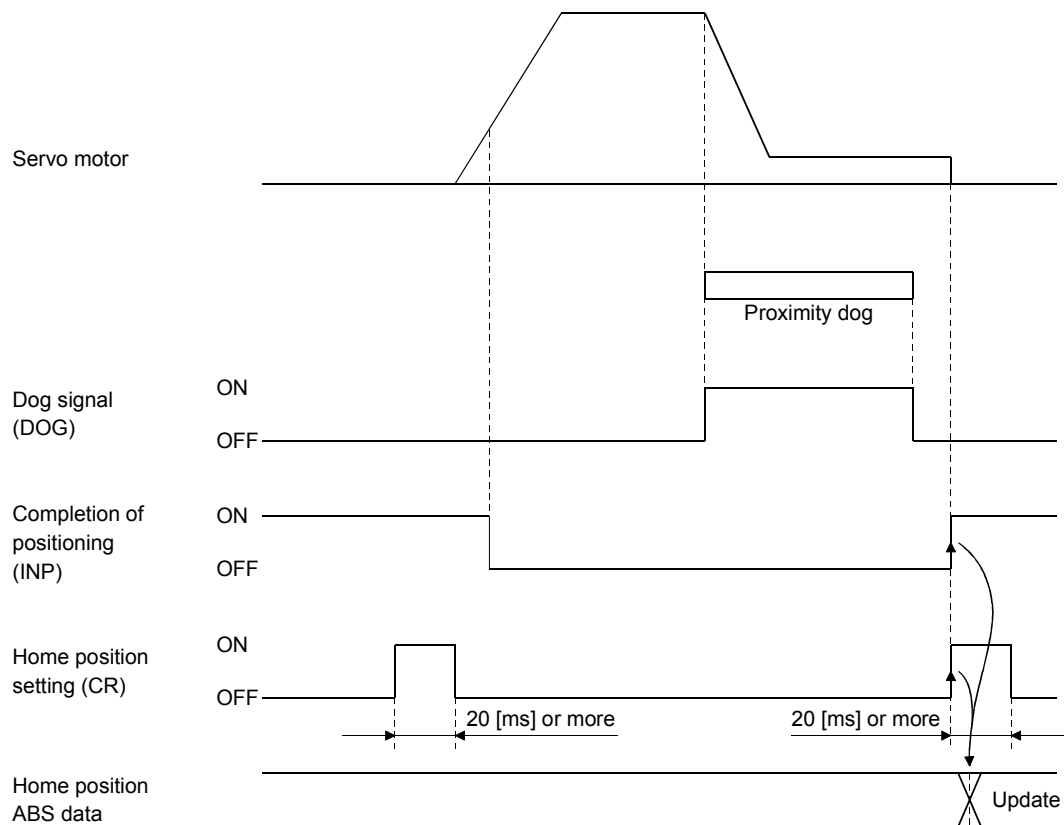 Servo motor
Proximity dog
Dog signal
(DOG)
ON
OFF
Completion of
positioning
(INP)
ON
OFF
Home position
setting (CR)
ON
OFF
20 [ms] or more
20 [ms] or more
Home position
ABS data
Update